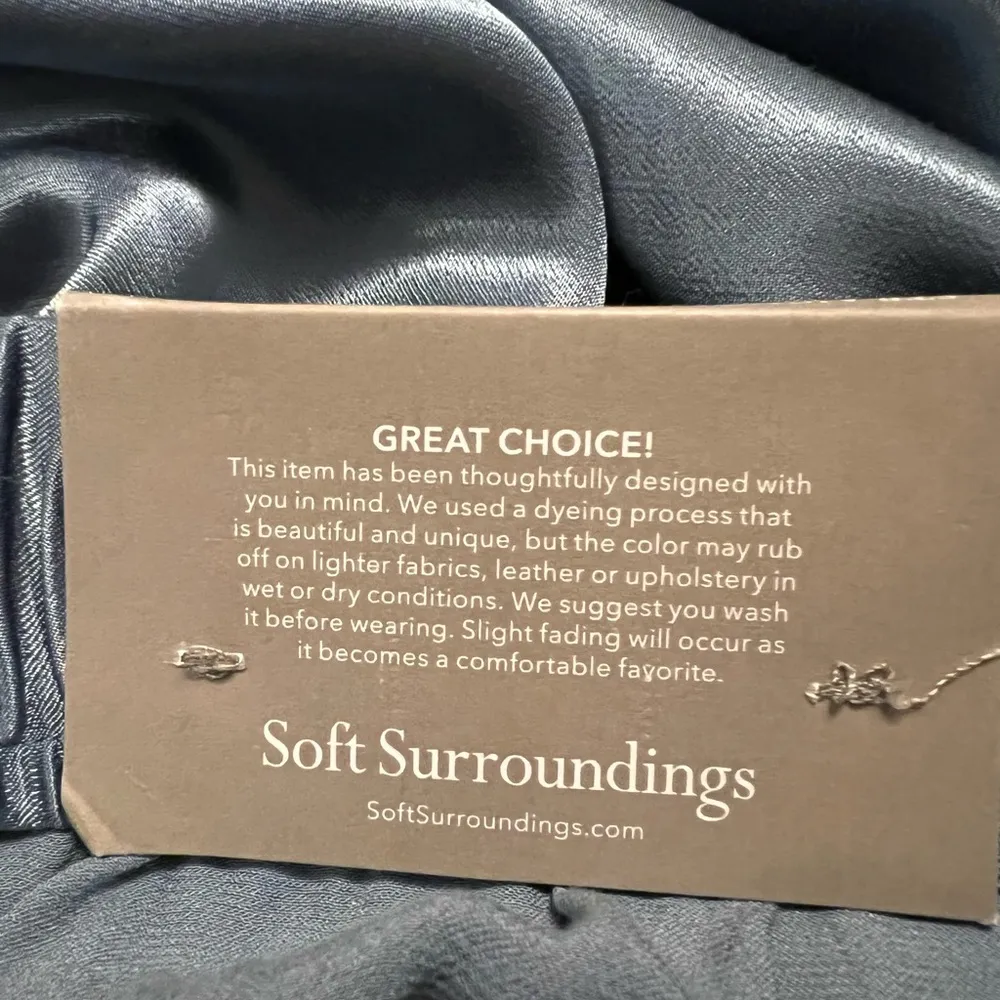 GREAT CHOICE!
This item has been thoughtfully designed with
you in mind. We used a dyeing process that
is beautiful and unique, but the color may rub
off on lighter fabrics, leather or upholstery in
wet or dry conditions. We suggest you wash
it before wearing. Slight fading will occur as
it becomes a comfortable favorite.
Soft Surroundings
SoftSurroundings.com